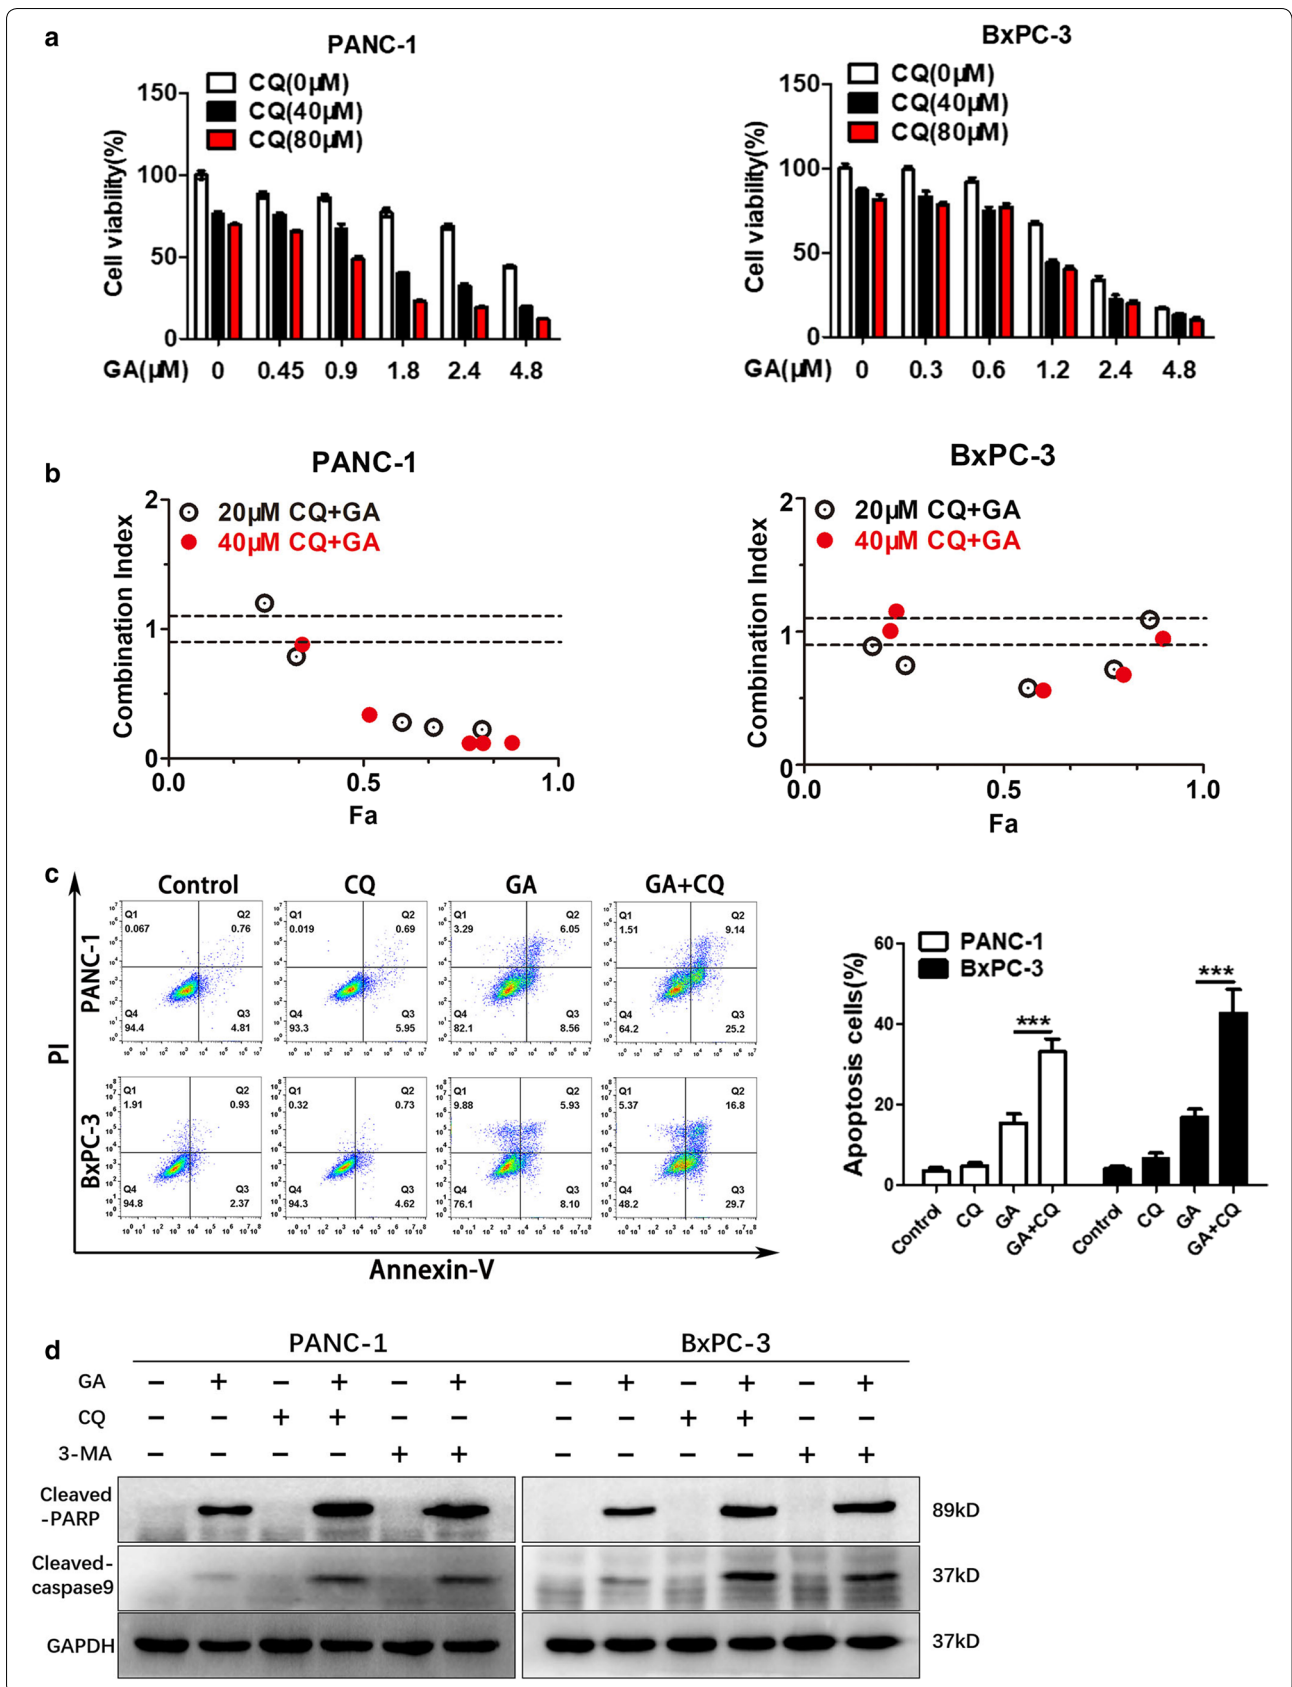 a
PANC-1
CQ(0µM)
CQ(40µM)
CQ(80µM)
Cell viability(%)
150
100
50
0
GA(µM) 0 0.45 0.9 1.8 2.4 4.8
BxPC-3
CQ(0µM)
CQ(40µM)
CQ(80µM)
Cell viability(%)
150
100
50
0
GA(µM) 0 0.3 0.6 1.2 2.4 4.8
b
PANC-1
20µM CQ+GA
40µM CQ+GA
Combination Index
2
1
0
0.0 0.5 1.0
Fa
BxPC-3
20µM CQ+GA
40µM CQ+GA
Combination Index
2
1
0
0.0 0.5 1.0
Fa
c
Control CQ GA GA+CQ
PI
PANC-1
Q1 0.067 Q2 0.76
Q4 94.4 Q3 4.81
Q1 0.019 Q2 0.69
Q4 93.3 Q3 5.95
Q1 3.29 Q2 6.05
Q4 82.1 Q3 8.56
Q1 1.51 Q2 9.14
Q4 64.2 Q3 25.2
BxPC-3
Q1 1.91 Q2 0.93
Q4 94.8 Q3 2.37
Q1 0.32 Q2 0.73
Q4 94.3 Q3 4.62
Q1 9.88 Q2 5.93
Q4 76.1 Q3 8.10
Q1 5.37 Q2 16.8
Q4 48.2 Q3 29.7
Annexin-V
PANC-1
BxPC-3
Apoptosis cells(%)
60
40
20
0
***
***
Control CQ GA GA+CQ Control CQ GA GA+CQ
d
PANC-1 BxPC-3
GA − + − + − + − + − + − +
CQ − − + + − − − − + + − −
3-MA − − − − + + − − − − + +
Cleaved
-PARP 89kD
Cleaved-
caspase9 37kD
GAPDH 37kD